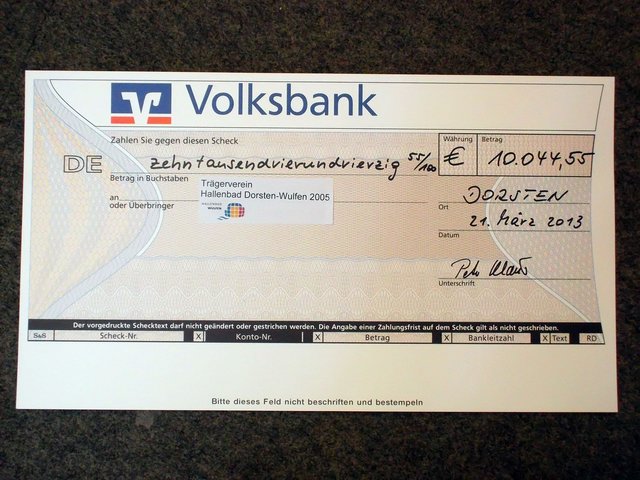 Volksbank
Zahlen Sie gegen diesen Scheck
Währung Betrag
DE zehntausendvierundvierzig 55/100 € 10.044,55
Betrag in Buchstaben
Trägerverein
Hallenbad Dorsten-Wulfen 2005
HALLENBAD
WULFEN
an
oder Überbringer
DORSTEN
Ort
21. März 2013
Datum
Unterschrift
Der vorgedruckte Schecktext darf nicht geändert oder gestrichen werden. Die Angabe einer Zahlungsfrist auf dem Scheck gilt als nicht geschrieben.
S&S Scheck-Nr. X Konto-Nr. X Betrag X Bankleitzahl X Text RD
Bitte dieses Feld nicht beschriften und bestempeln